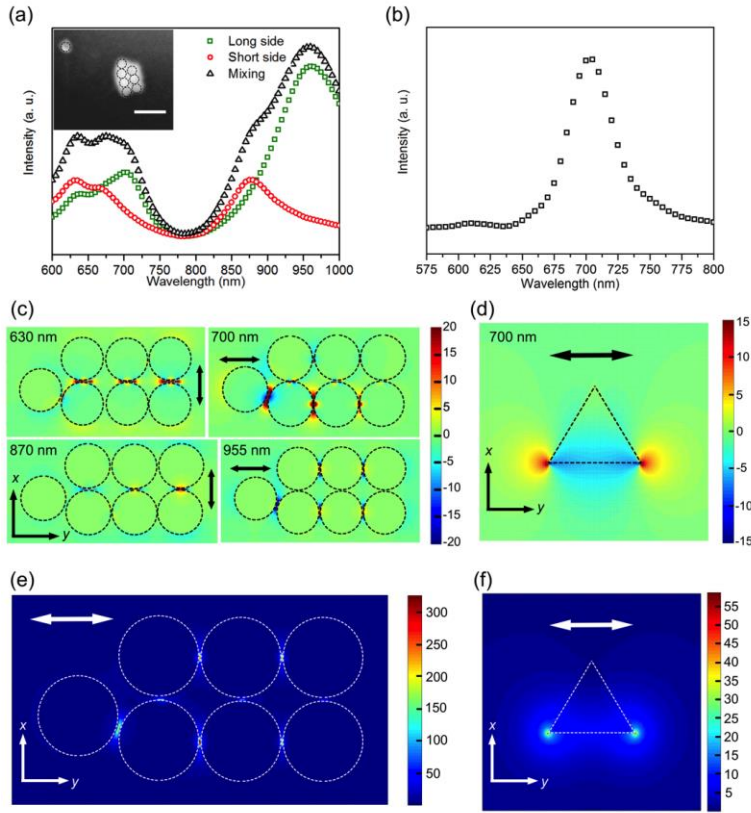 (a)
Intensity (a. u.)
Long side
Short side
Mixing
600 650 700 750 800 850 900 950 1000
Wavelength (nm)
(b)
Intensity (a. u.)
575 600 625 650 675 700 725 750 775 800
Wavelength (nm)
(c)
630 nm
700 nm
870 nm
955 nm
x
y
20
15
10
5
0
-5
-10
-15
-20
(d)
700 nm
x
y
15
10
5
0
-5
-10
-15
(e)
x
y
300
250
200
150
100
50
(f)
x
y
55
50
45
40
35
30
25
20
15
10
5
0